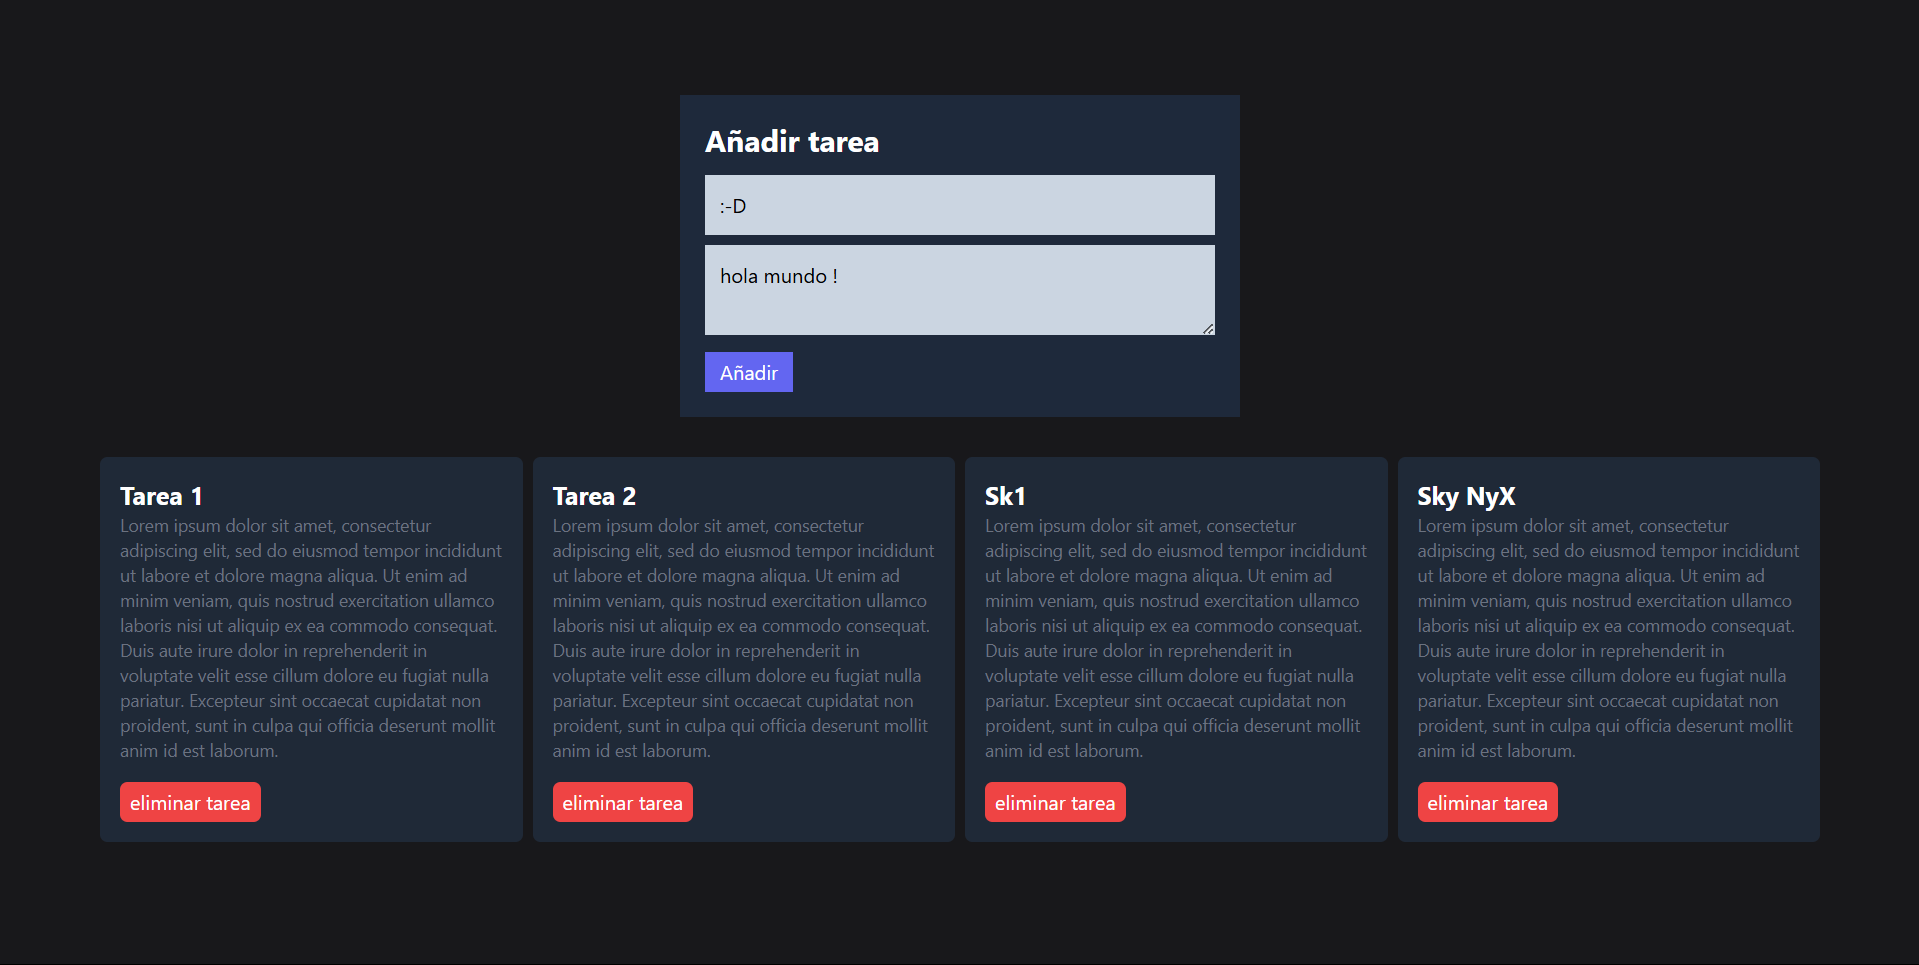 Añadir tarea
:-D
hola mundo !
Añadir
Tarea 1
Lorem ipsum dolor sit amet, consectetur
adipiscing elit, sed do eiusmod tempor incididunt
ut labore et dolore magna aliqua. Ut enim ad
minim veniam, quis nostrud exercitation ullamco
laboris nisi ut aliquip ex ea commodo consequat.
Duis aute irure dolor in reprehenderit in
voluptate velit esse cillum dolore eu fugiat nulla
pariatur. Excepteur sint occaecat cupidatat non
proident, sunt in culpa qui officia deserunt mollit
anim id est laborum.
eliminar tarea
Tarea 2
Lorem ipsum dolor sit amet, consectetur
adipiscing elit, sed do eiusmod tempor incididunt
ut labore et dolore magna aliqua. Ut enim ad
minim veniam, quis nostrud exercitation ullamco
laboris nisi ut aliquip ex ea commodo consequat.
Duis aute irure dolor in reprehenderit in
voluptate velit esse cillum dolore eu fugiat nulla
pariatur. Excepteur sint occaecat cupidatat non
proident, sunt in culpa qui officia deserunt mollit
anim id est laborum.
eliminar tarea
Sk1
Lorem ipsum dolor sit amet, consectetur
adipiscing elit, sed do eiusmod tempor incididunt
ut labore et dolore magna aliqua. Ut enim ad
minim veniam, quis nostrud exercitation ullamco
laboris nisi ut aliquip ex ea commodo consequat.
Duis aute irure dolor in reprehenderit in
voluptate velit esse cillum dolore eu fugiat nulla
pariatur. Excepteur sint occaecat cupidatat non
proident, sunt in culpa qui officia deserunt mollit
anim id est laborum.
eliminar tarea
Sky NyX
Lorem ipsum dolor sit amet, consectetur
adipiscing elit, sed do eiusmod tempor incididunt
ut labore et dolore magna aliqua. Ut enim ad
minim veniam, quis nostrud exercitation ullamco
laboris nisi ut aliquip ex ea commodo consequat.
Duis aute irure dolor in reprehenderit in
voluptate velit esse cillum dolore eu fugiat nulla
pariatur. Excepteur sint occaecat cupidatat non
proident, sunt in culpa qui officia deserunt mollit
anim id est laborum.
eliminar tarea